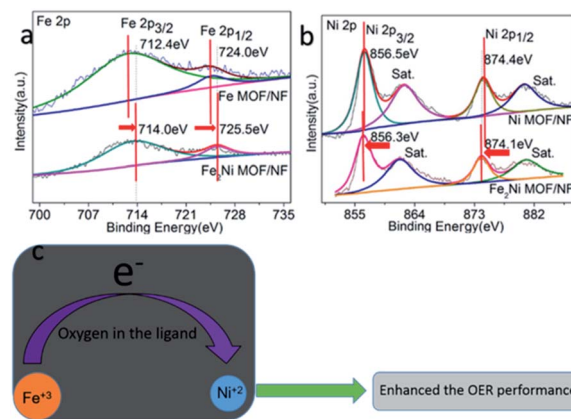 a
Fe 2p
Fe 2p3/2
712.4eV
Fe 2p1/2
724.0eV
Fe MOF/NF
714.0eV
725.5eV
Fe2Ni MOF/NF
Intensity(a.u.)
700 707 714 721 728 735
Binding Energy(eV)
b
Ni 2p
Ni 2p3/2
856.5eV
Ni 2p1/2
874.4eV
Sat.
Sat.
Ni MOF/NF
856.3eV
874.1eV
Sat.
Sat.
Fe2Ni MOF/NF
Intensity(a.u.)
855 864 873 882
Binding Energy(eV)
c
e-
Oxygen in the ligand
Fe+3
Ni+2
Enhanced the OER performance